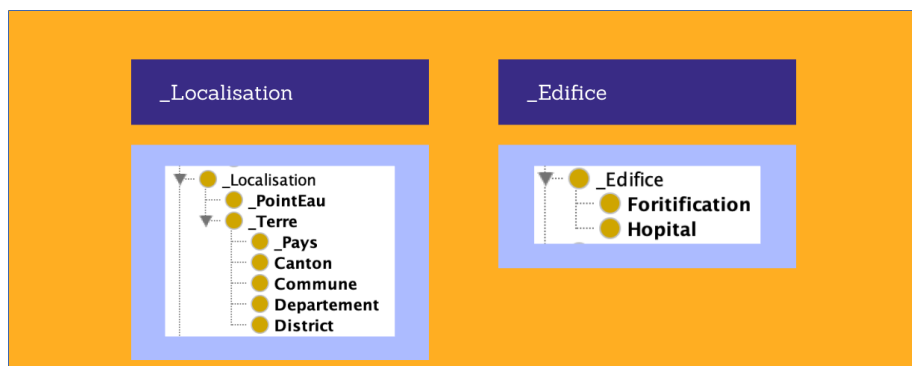 _Localisation
_Localisation
_PointEau
_Terre
_Pays
Canton
Commune
Departement
District
_Edifice
_Edifice
Foritification
Hopital